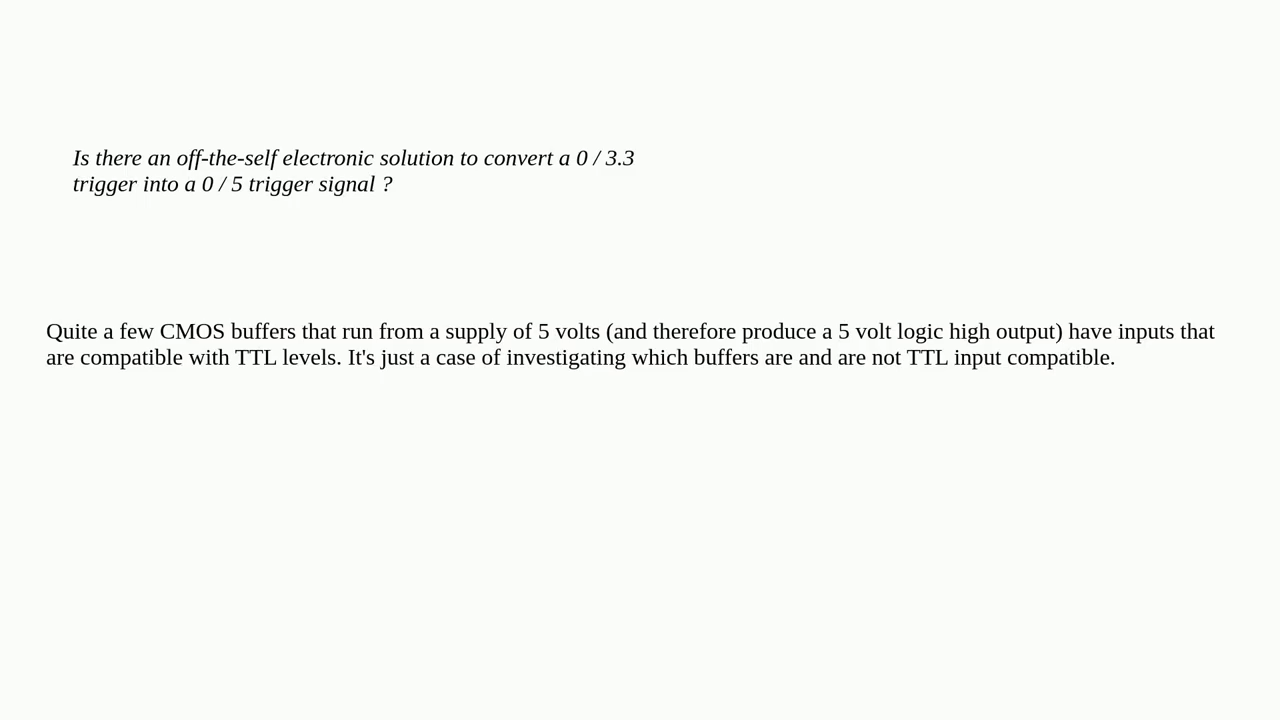 Is there an off-the-self electronic solution to convert a 0 / 3.3
trigger into a 0 / 5 trigger signal ?
Quite a few CMOS buffers that run from a supply of 5 volts (and therefore produce a 5 volt logic high output) have inputs that
are compatible with TTL levels. It's just a case of investigating which buffers are and are not TTL input compatible.